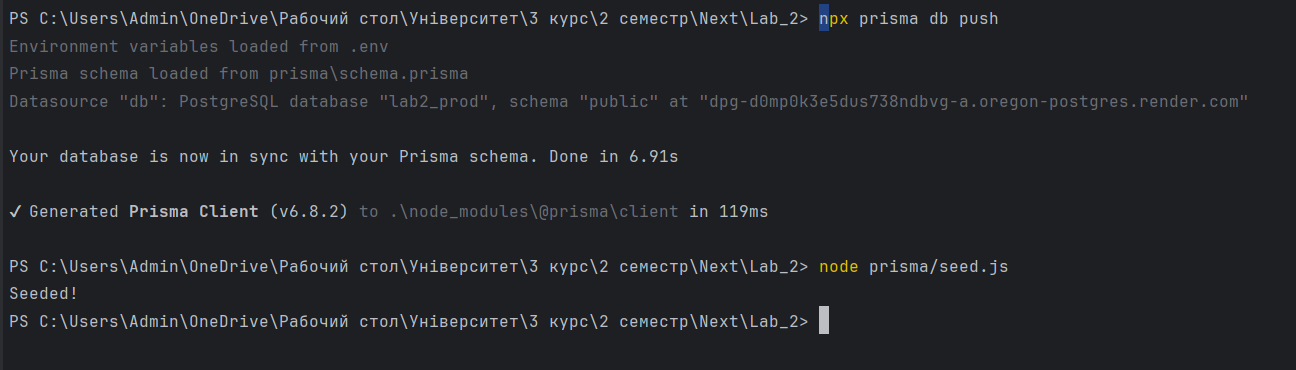 PS C:\Users\Admin\OneDrive\Рабочий стол\Університет\3 курс\2 семестр\Next\Lab_2> npx prisma db push
Environment variables loaded from .env
Prisma schema loaded from prisma\schema.prisma
Datasource "db": PostgreSQL database "lab2_prod", schema "public" at "dpg-d0mp0k3e5dus738ndbvg-a.oregon-postgres.render.com"
Your database is now in sync with your Prisma schema. Done in 6.91s
✔ Generated Prisma Client (v6.8.2) to .\node_modules\@prisma\client in 119ms
PS C:\Users\Admin\OneDrive\Рабочий стол\Університет\3 курс\2 семестр\Next\Lab_2> node prisma/seed.js
Seeded!
PS C:\Users\Admin\OneDrive\Рабочий стол\Університет\3 курс\2 семестр\Next\Lab_2>